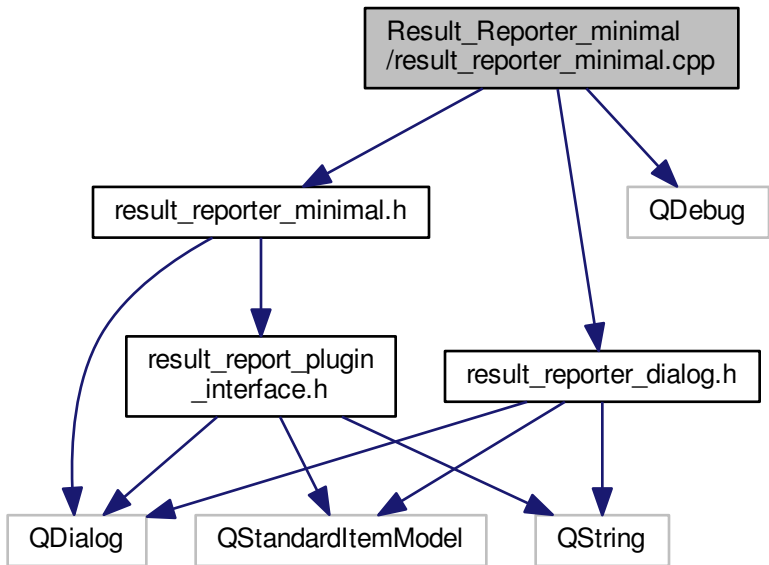 Result_Reporter_minimal
/result_reporter_minimal.cpp
result_reporter_minimal.h
QDebug
result_report_plugin
_interface.h
result_reporter_dialog.h
QDialog
QStandardItemModel
QString